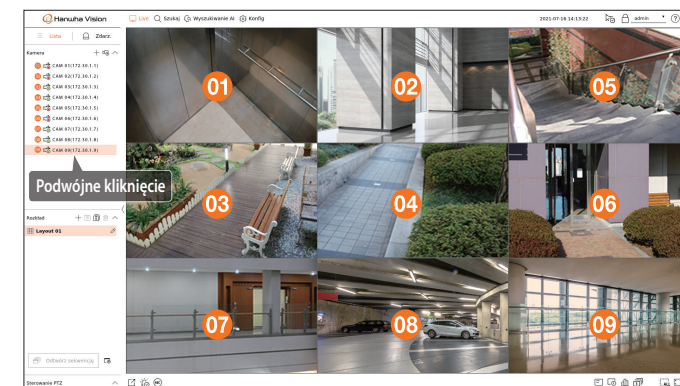 Hanwha Vision
Live
Szukaj
Wyszukiwanie AI
Konfig
2021-07-16 14:13:22
admin
Lista
Zdarz.
Kamera
CAM 01(172.30.1.1)
CAM 02(172.30.1.2)
CAM 03(172.30.1.3)
CAM 04(172.30.1.4)
CAM 05(172.30.1.5)
CAM 06(172.30.1.6)
CAM 07(172.30.1.7)
CAM 08(172.30.1.8)
CAM 09(172.30.1.9)
Podwójne kliknięcie
Rozkład
Layout 01
Odtwórz sekwencję
Sterowanie PTZ
01
02
05
03
04
06
07
08
09
ALL